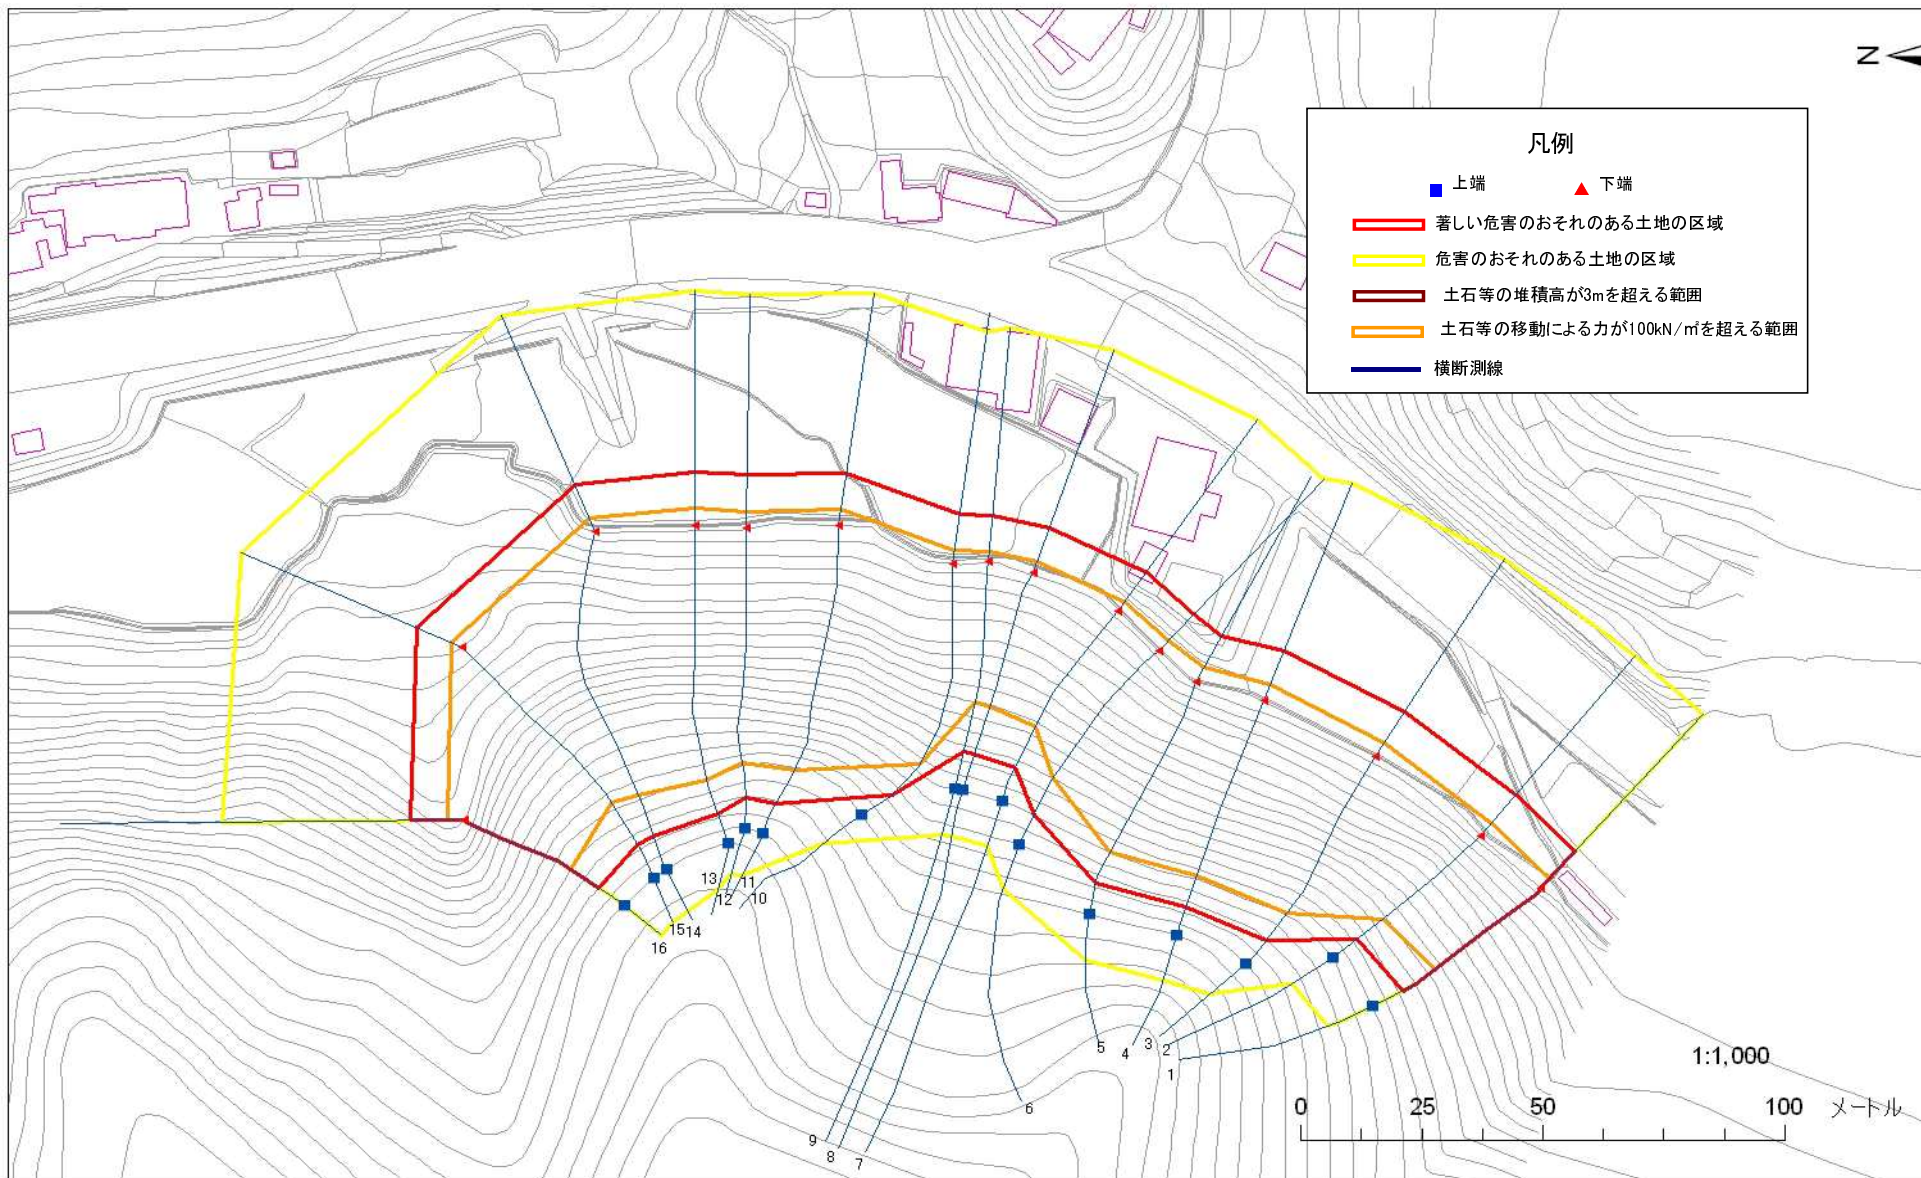 N
凡例
上端 下端
著しい危害のおそれのある土地の区域
危害のおそれのある土地の区域
土石等の堆積高が3mを超える範囲
土石等の移動による力が100kN/㎡を超える範囲
横断測線
13 11
12 10
15 14
16
9
8
7
6
5
4
3
2
1
1:1,000
0 25 50 100 メートル